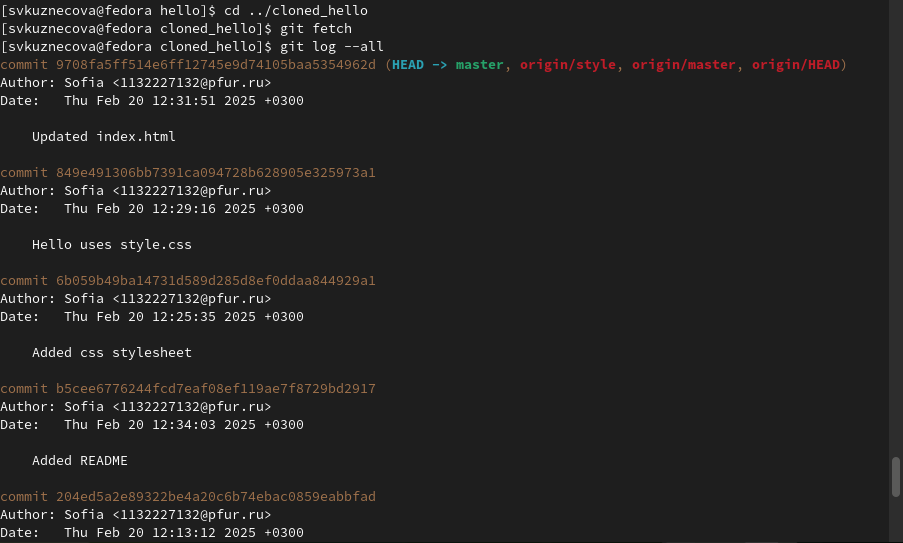 [svkuznecova@fedora hello]$ cd ../cloned_hello
[svkuznecova@fedora cloned_hello]$ git fetch
[svkuznecova@fedora cloned_hello]$ git log --all
commit 9708fa5ff514e6ff12745e9d74105baa5354962d (HEAD -> master, origin/style, origin/master, origin/HEAD)
Author: Sofia <1132227132@pfur.ru>
Date:   Thu Feb 20 12:31:51 2025 +0300
    Updated index.html
commit 849e491306bb7391ca094728b628905e325973a1
Author: Sofia <1132227132@pfur.ru>
Date:   Thu Feb 20 12:29:16 2025 +0300
    Hello uses style.css
commit 6b059b49ba14731d589d285d8ef0ddaa844929a1
Author: Sofia <1132227132@pfur.ru>
Date:   Thu Feb 20 12:25:35 2025 +0300
    Added css stylesheet
commit b5cee6776244fcd7eaf08ef119ae7f8729bd2917
Author: Sofia <1132227132@pfur.ru>
Date:   Thu Feb 20 12:34:03 2025 +0300
    Added README
commit 204ed5a2e89322be4a20c6b74ebac0859eabbfad
Author: Sofia <1132227132@pfur.ru>
Date:   Thu Feb 20 12:13:12 2025 +0300